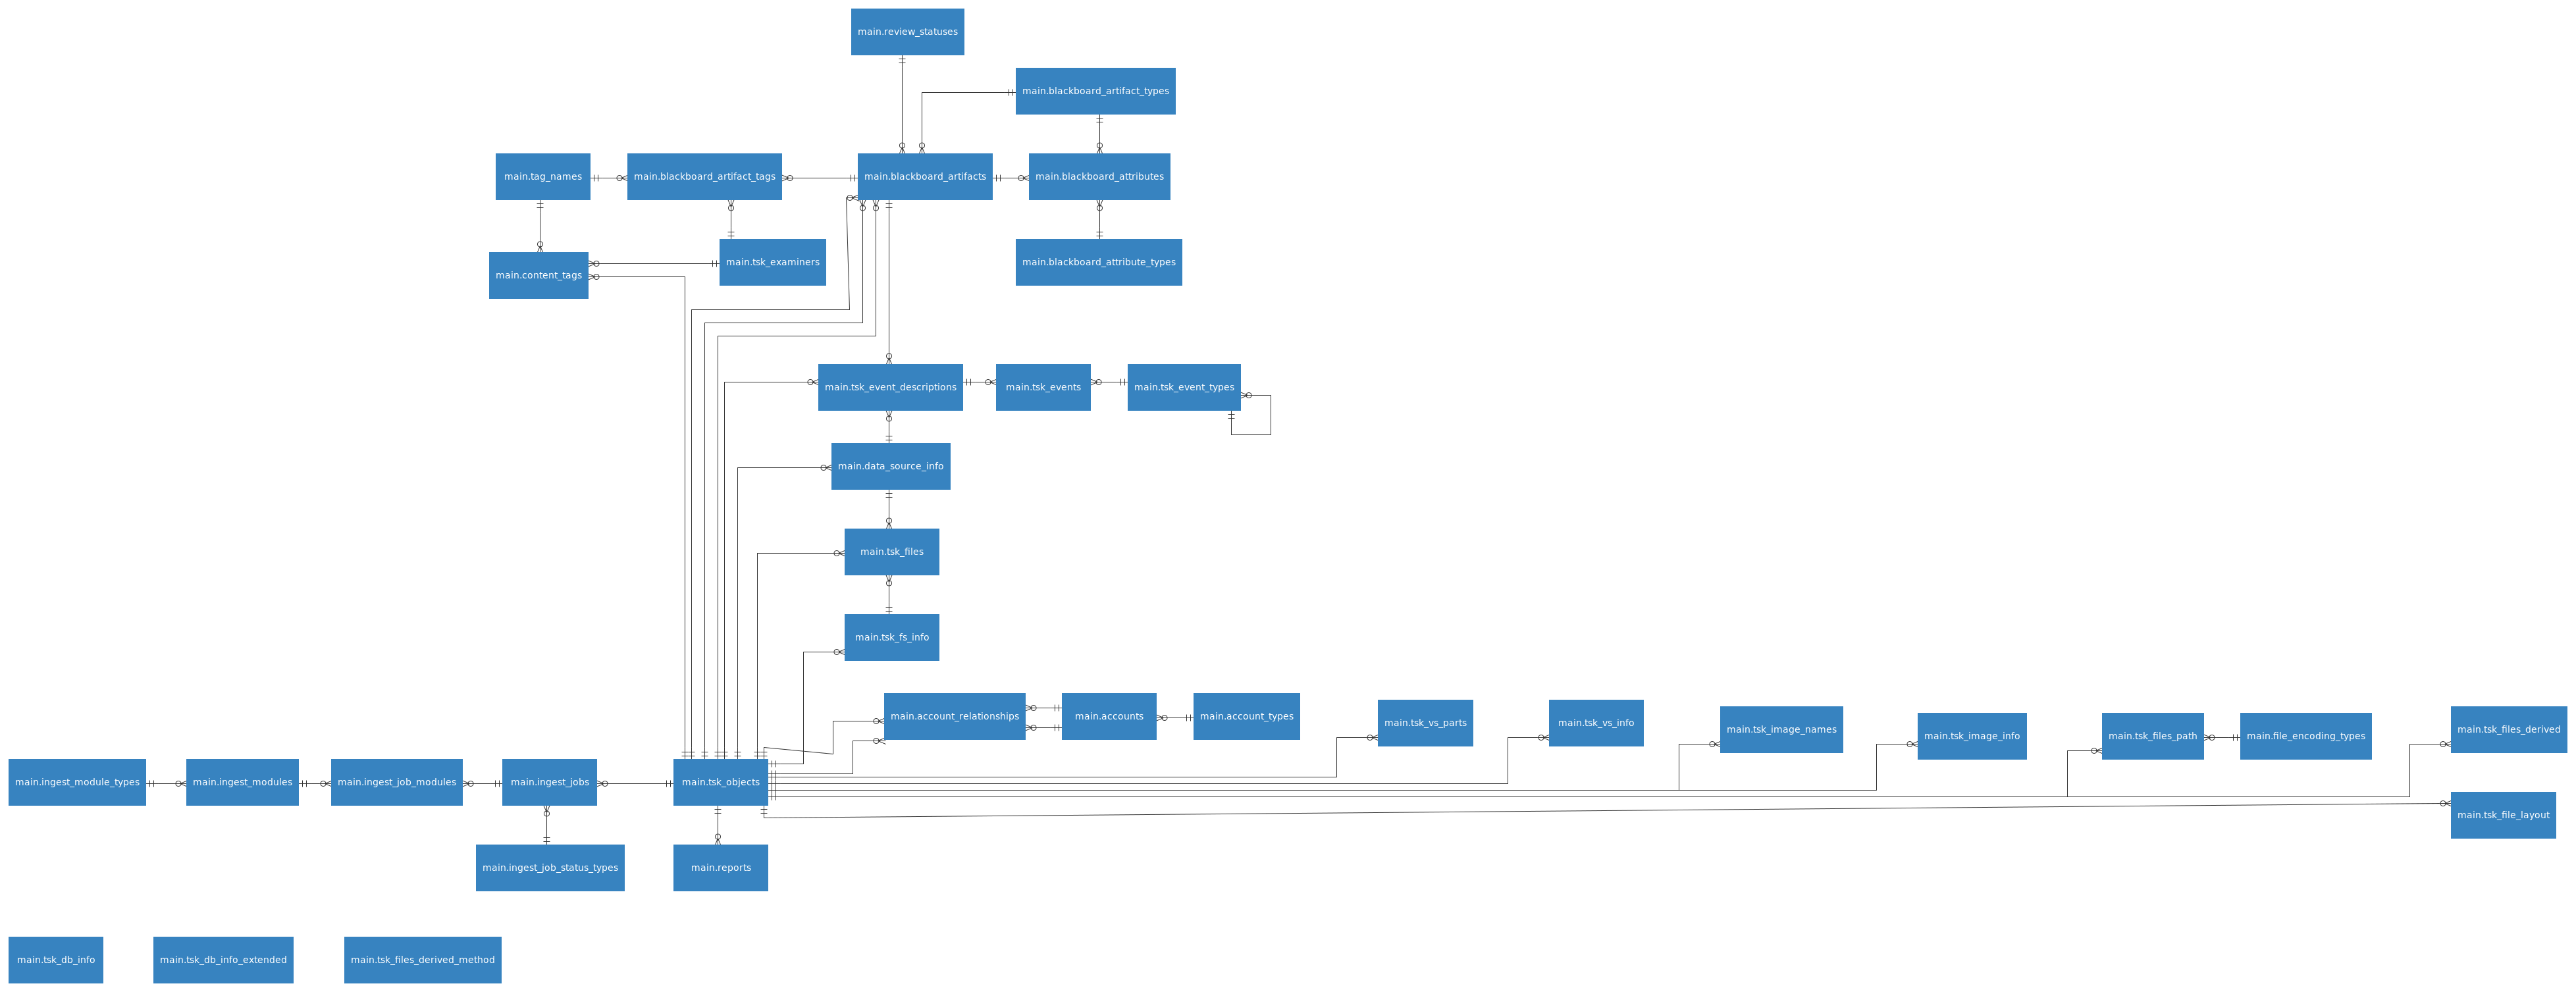 main.review_statuses
main.blackboard_artifact_types
main.tag_names
main.blackboard_artifact_tags
main.blackboard_artifacts
main.blackboard_attributes
main.content_tags
main.tsk_examiners
main.blackboard_attribute_types
main.tsk_event_descriptions
main.tsk_events
main.tsk_event_types
main.data_source_info
main.tsk_files
main.tsk_fs_info
main.account_relationships
main.accounts
main.account_types
main.tsk_vs_parts
main.tsk_vs_info
main.tsk_image_names
main.tsk_image_info
main.tsk_files_path
main.file_encoding_types
main.tsk_files_derived
main.ingest_module_types
main.ingest_modules
main.ingest_job_modules
main.ingest_jobs
main.tsk_objects
main.tsk_file_layout
main.ingest_job_status_types
main.reports
main.tsk_db_info
main.tsk_db_info_extended
main.tsk_files_derived_method